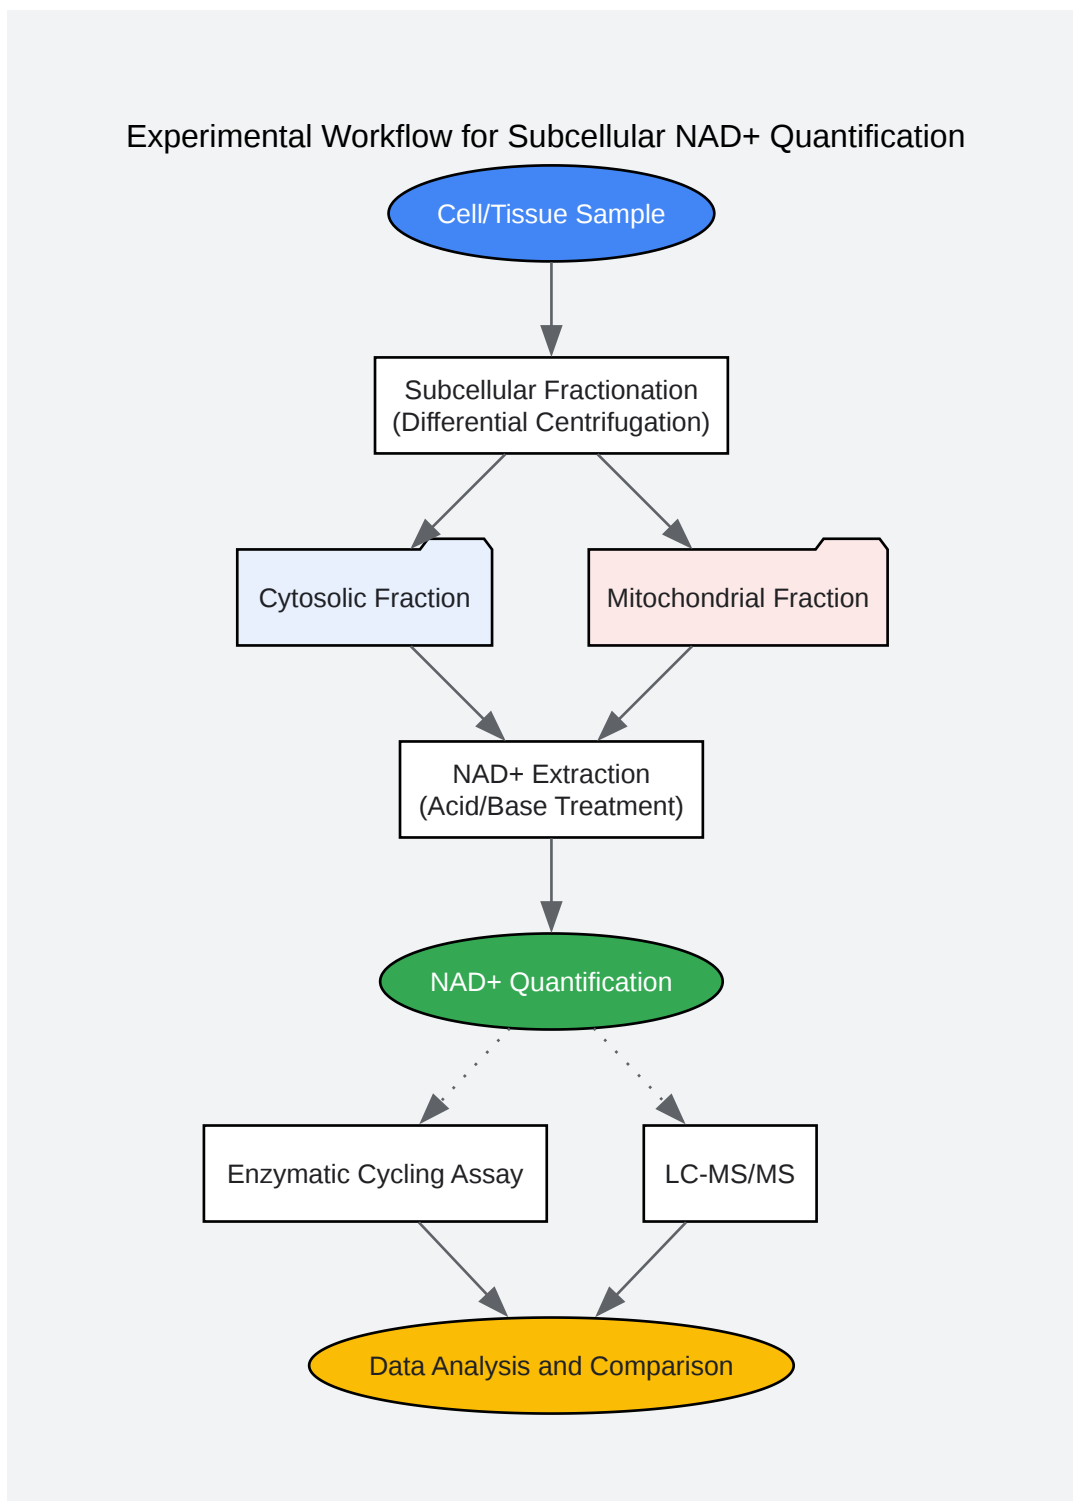 Experimental Workflow for Subcellular NAD+ Quantification
Cell/Tissue Sample
Subcellular Fractionation
(Differential Centrifugation)
Cytosolic Fraction
Mitochondrial Fraction
NAD+ Extraction
(Acid/Base Treatment)
NAD+ Quantification
Enzymatic Cycling Assay
LC-MS/MS
Data Analysis and Comparison